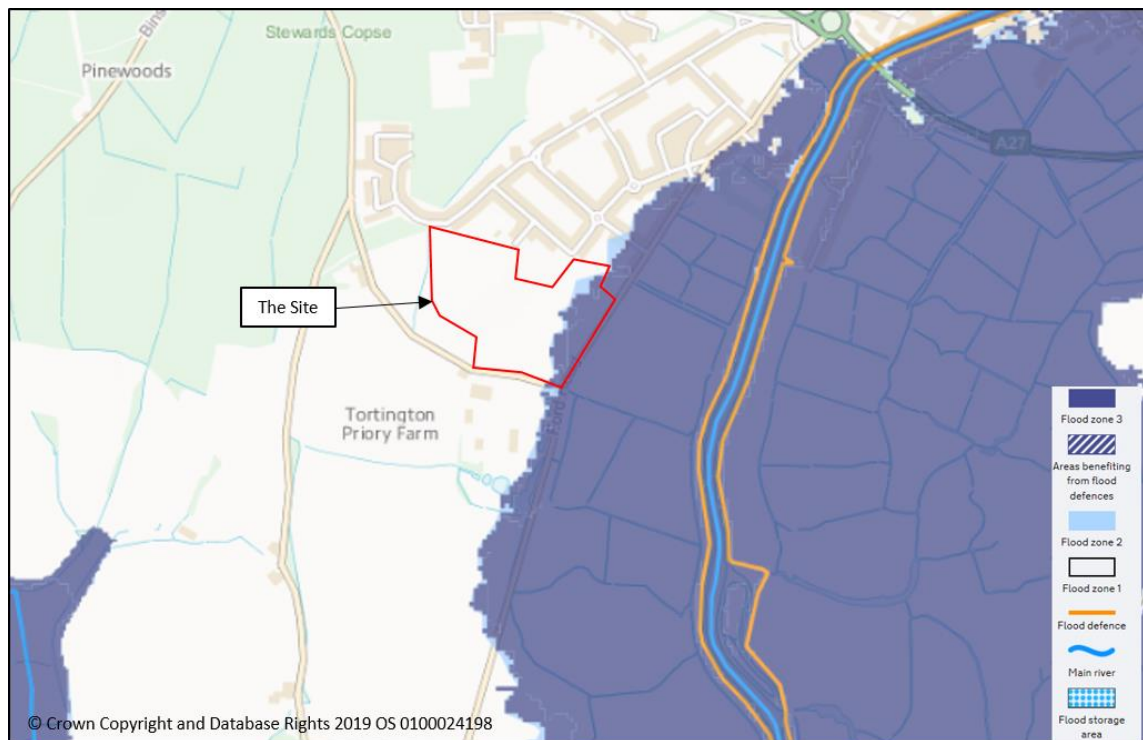 Stewards Copse
Bins
Pinewoods
A27
The Site
Tortington
Priory Farm
Ford
Flood zone 3
Areas benefiting
from flood
defences
Flood zone 2
Flood zone 1
Flood defence
Main river
Flood storage
area
© Crown Copyright and Database Rights 2019 OS 0100024198